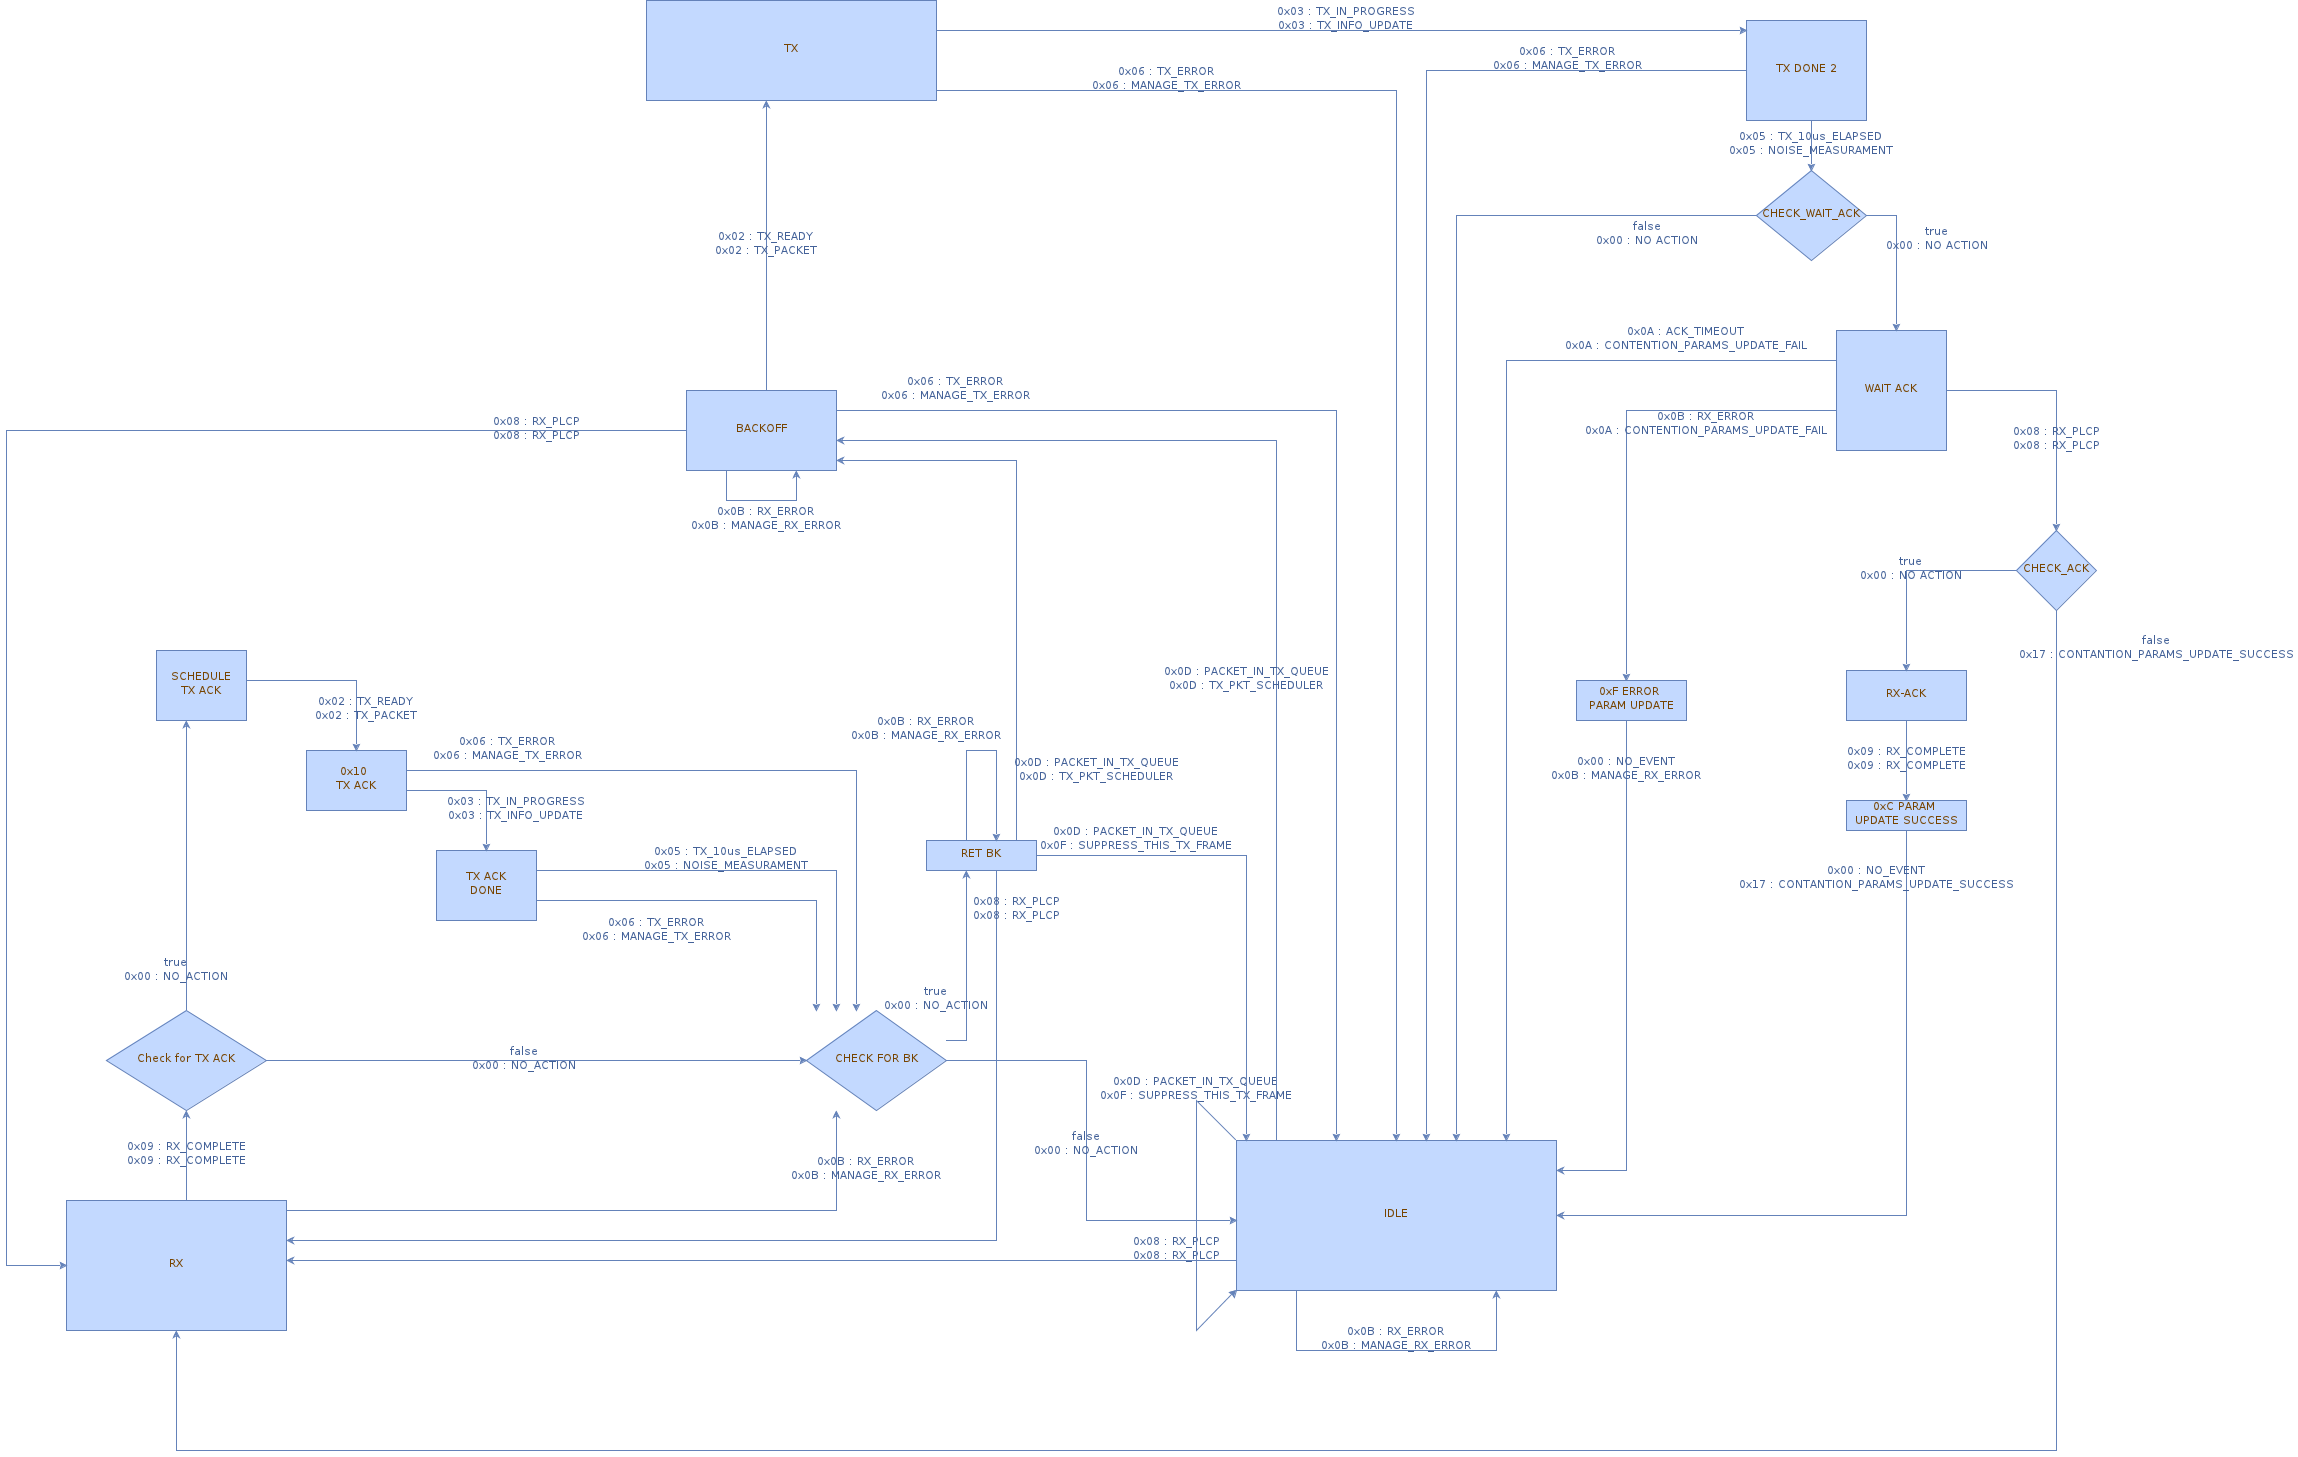 0x03 : TX_IN_PROGRESS
0x03 : TX_INFO_UPDATE
TX
0x06 : TX_ERROR
0x06 : MANAGE_TX_ERROR
TX DONE 2
0x06 : TX_ERROR
0x06 : MANAGE_TX_ERROR
0x05 : TX_10us_ELAPSED
0x05 : NOISE_MEASURAMENT
CHECK_WAIT_ACK
false
0x00 : NO ACTION
true
0x00 : NO ACTION
0x02 : TX_READY
0x02 : TX_PACKET
0x0A : ACK_TIMEOUT
0x0A : CONTENTION_PARAMS_UPDATE_FAIL
WAIT ACK
0x06 : TX_ERROR
0x06 : MANAGE_TX_ERROR
0x08 : RX_PLCP
0x08 : RX_PLCP
BACKOFF
0x0B : RX_ERROR
0x0A : CONTENTION_PARAMS_UPDATE_FAIL
0x08 : RX_PLCP
0x08 : RX_PLCP
0x0B : RX_ERROR
0x0B : MANAGE_RX_ERROR
true
0x00 : NO ACTION
CHECK_ACK
false
0x17 : CONTANTION_PARAMS_UPDATE_SUCCESS
SCHEDULE
TX ACK
0x02 : TX_READY
0x02 : TX_PACKET
0x0D : PACKET_IN_TX_QUEUE
0x0D : TX_PKT_SCHEDULER
0xF ERROR
PARAM UPDATE
RX-ACK
0x0B : RX_ERROR
0x0B : MANAGE_RX_ERROR
0x06 : TX_ERROR
0x06 : MANAGE_TX_ERROR
0x10
TX ACK
0x0D : PACKET_IN_TX_QUEUE
0x0D : TX_PKT_SCHEDULER
0x00 : NO_EVENT
0x0B : MANAGE_RX_ERROR
0x09 : RX_COMPLETE
0x09 : RX_COMPLETE
0x03 : TX_IN_PROGRESS
0x03 : TX_INFO_UPDATE
0xC PARAM
UPDATE SUCCESS
0x0D : PACKET_IN_TX_QUEUE
0x0F : SUPPRESS_THIS_TX_FRAME
RET BK
0x05 : TX_10us_ELAPSED
0x05 : NOISE_MEASURAMENT
TX ACK
DONE
0x00 : NO_EVENT
0x17 : CONTANTION_PARAMS_UPDATE_SUCCESS
0x08 : RX_PLCP
0x08 : RX_PLCP
0x06 : TX_ERROR
0x06 : MANAGE_TX_ERROR
true
0x00 : NO_ACTION
true
0x00 : NO_ACTION
Check for TX ACK
false
0x00 : NO_ACTION
CHECK FOR BK
0x0D : PACKET_IN_TX_QUEUE
0x0F : SUPPRESS_THIS_TX_FRAME
false
0x00 : NO_ACTION
0x09 : RX_COMPLETE
0x09 : RX_COMPLETE
0x0B : RX_ERROR
0x0B : MANAGE_RX_ERROR
IDLE
0x08 : RX_PLCP
0x08 : RX_PLCP
RX
0x0B : RX_ERROR
0x0B : MANAGE_RX_ERROR